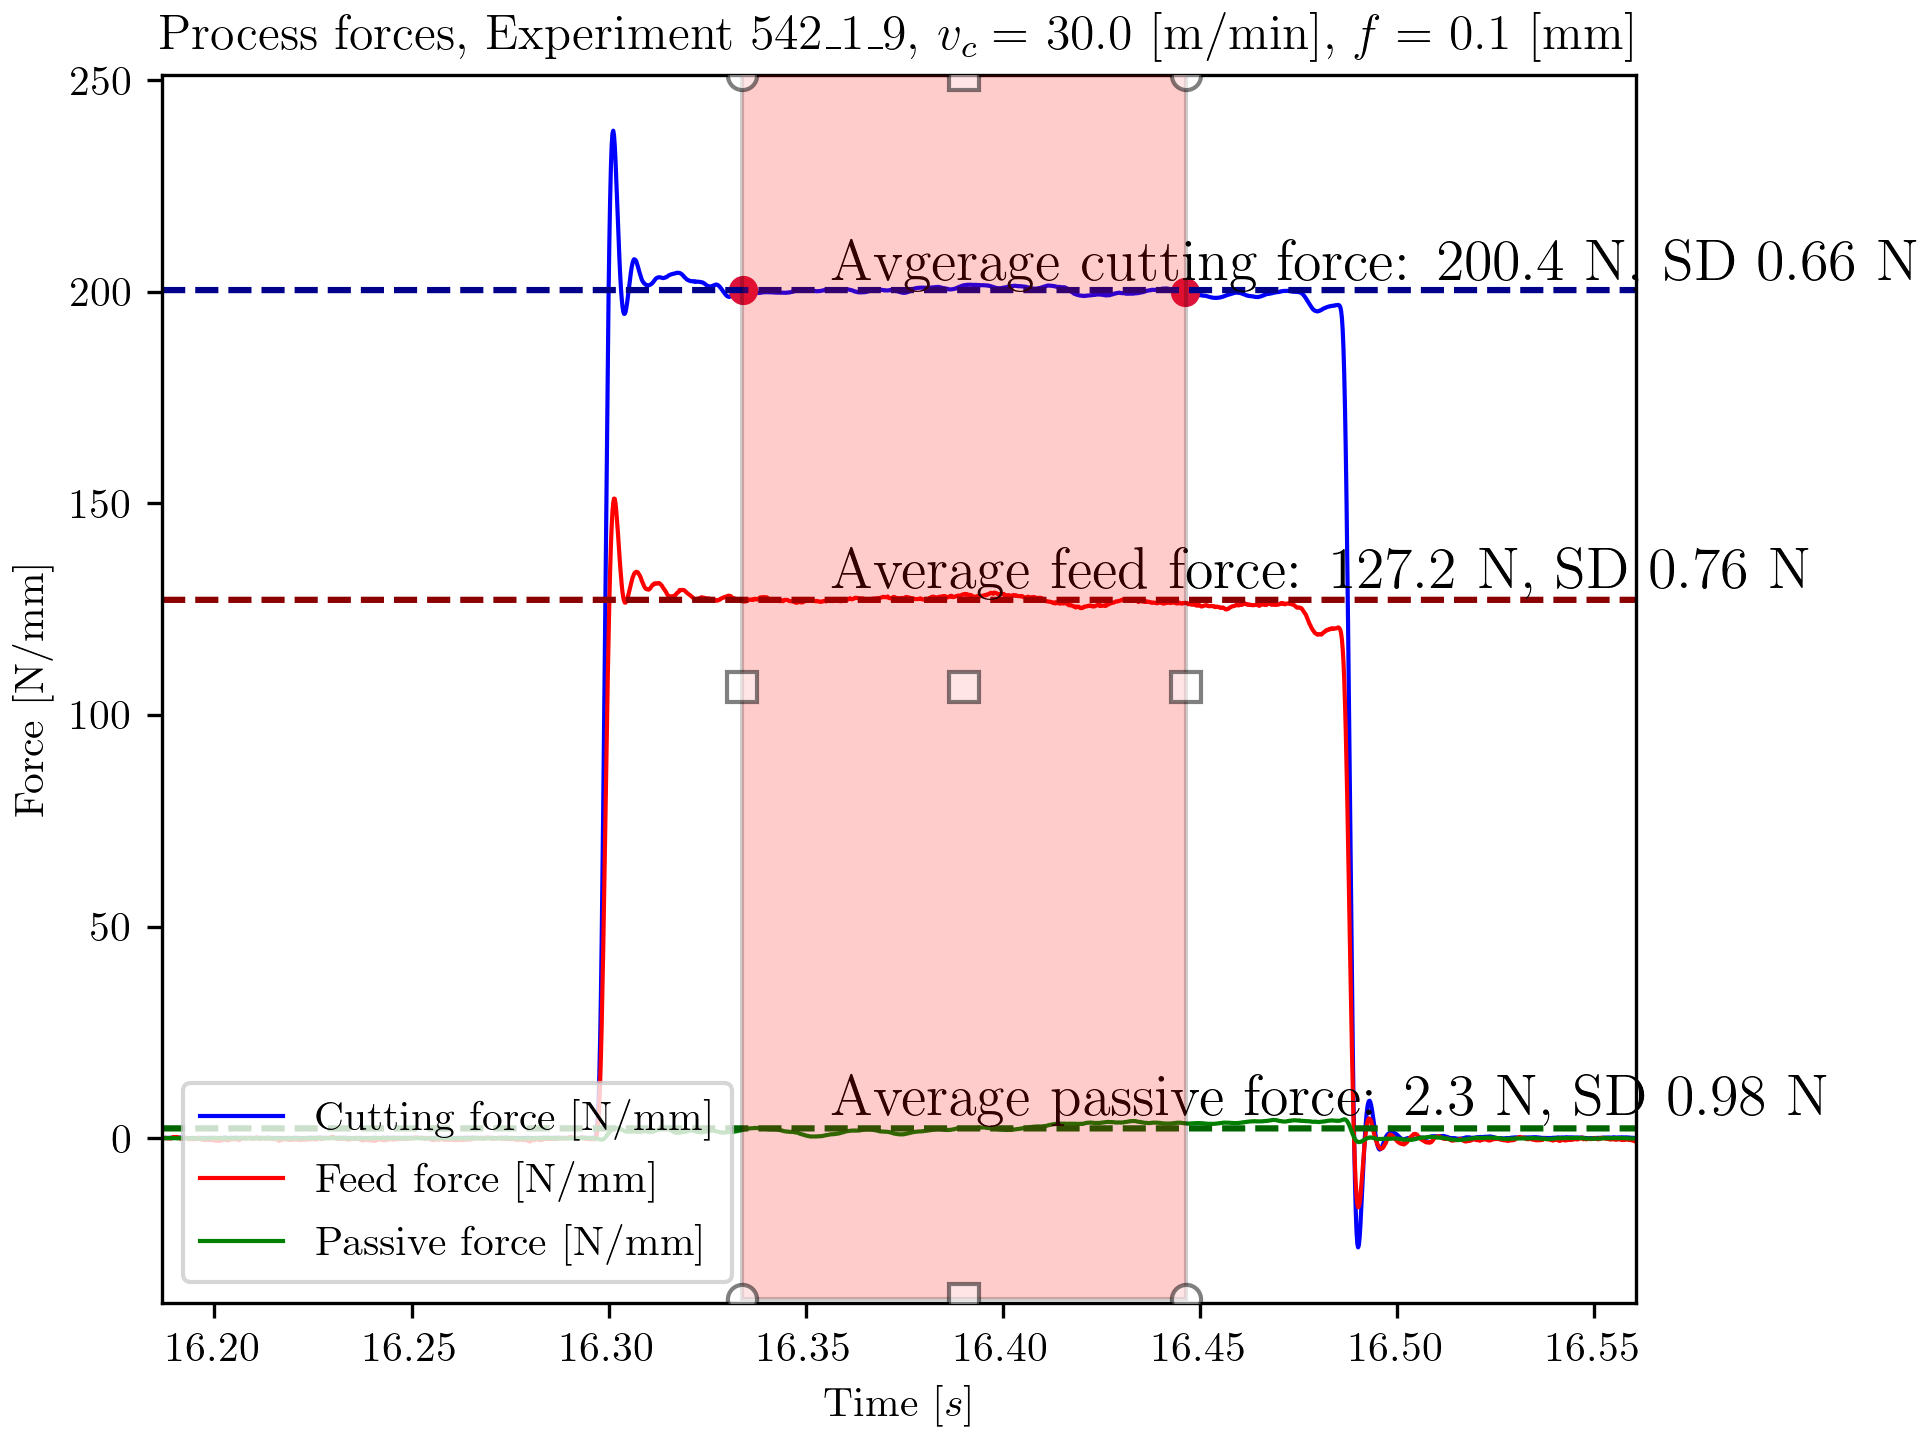 Process forces, Experiment 542_1_9, v_c = 30.0 [m/min], f = 0.1 [mm]
250
200
150
100
50
0
Force [N/mm]
Avgerage cutting force: 200.4 N, SD 0.66 N
Average feed force: 127.2 N, SD 0.76 N
Average passive force: 2.3 N, SD 0.98 N
Cutting force [N/mm]
Feed force [N/mm]
Passive force [N/mm]
16.20 16.25 16.30 16.35 16.40 16.45 16.50 16.55
Time [s]